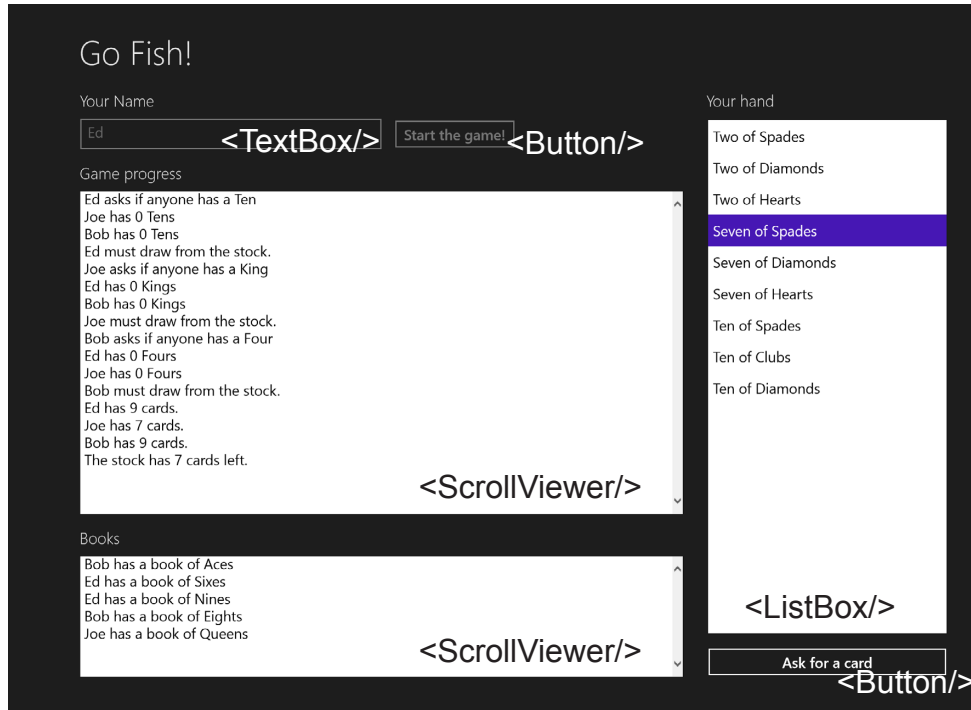 Go Fish!
Your Name
Ed
<TextBox/>
Start the game!
<Button/>
Game progress
Ed asks if anyone has a Ten
Joe has 0 Tens
Bob has 0 Tens
Ed must draw from the stock.
Joe asks if anyone has a King
Ed has 0 Kings
Bob has 0 Kings
Joe must draw from the stock.
Bob asks if anyone has a Four
Ed has 0 Fours
Joe has 0 Fours
Bob must draw from the stock.
Ed has 9 cards.
Joe has 7 cards.
Bob has 9 cards.
The stock has 7 cards left.
<ScrollViewer/>
Books
Bob has a book of Aces
Ed has a book of Sixes
Ed has a book of Nines
Bob has a book of Eights
Joe has a book of Queens
<ScrollViewer/>
Your hand
Two of Spades
Two of Diamonds
Two of Hearts
Seven of Spades
Seven of Diamonds
Seven of Hearts
Ten of Spades
Ten of Clubs
Ten of Diamonds
<ListBox/>
Ask for a card
<Button/>